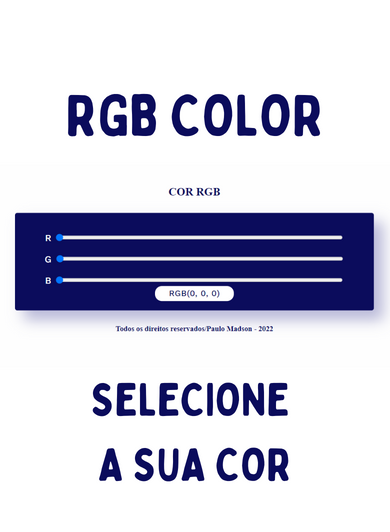 RGB COLOR
COR RGB
R
G
B
RGB(0, 0, 0)
Todos os direitos reservados/Paulo Madson - 2022
SELECIONE
A SUA COR